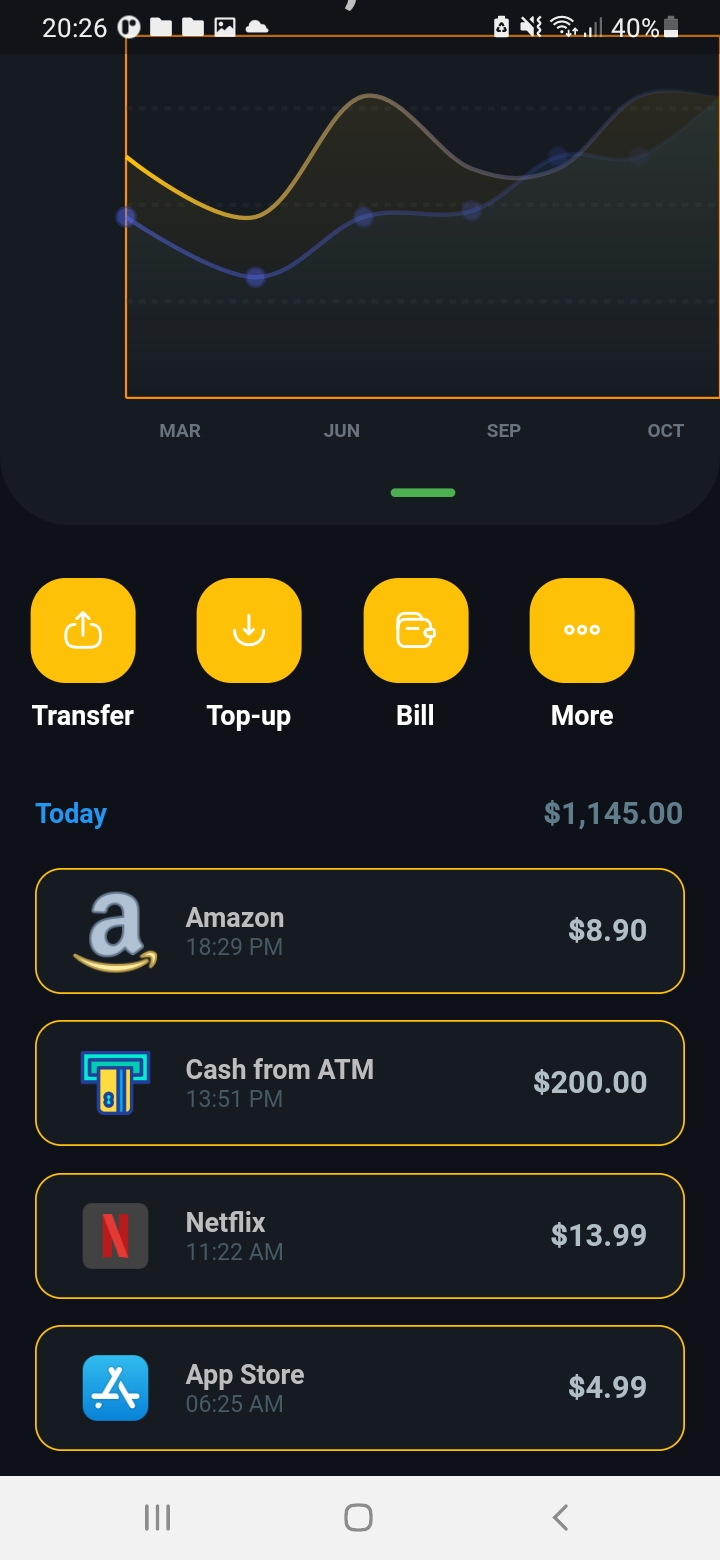 20:26
40%
MAR JUN SEP OCT
Transfer Top-up Bill More
Today $1,145.00
Amazon
18:29 PM
$8.90
Cash from ATM
13:51 PM
$200.00
Netflix
11:22 AM
$13.99
App Store
06:25 AM
$4.99